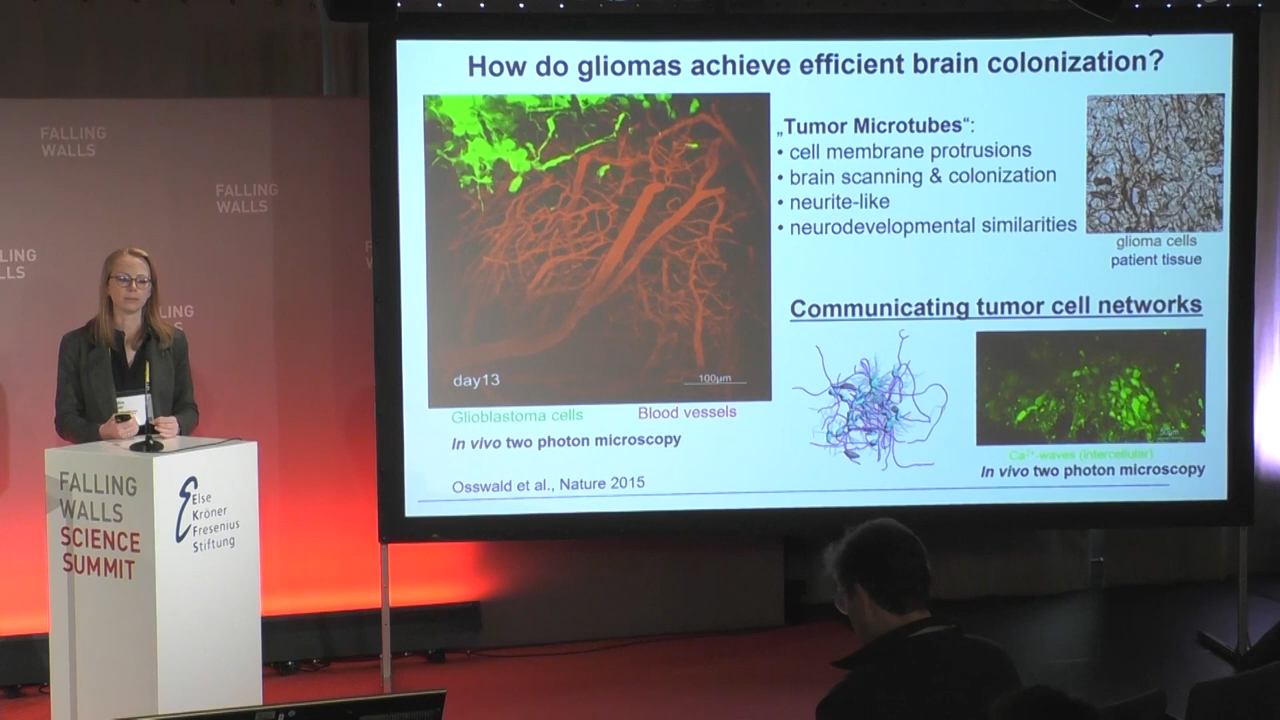 How do gliomas achieve efficient brain colonization?
„Tumor Microtubes“:
• cell membrane protrusions
• brain scanning & colonization
• neurite-like
• neurodevelopmental similarities
glioma cells
patient tissue
day13
100µm
Glioblastoma cells
Blood vessels
In vivo two photon microscopy
Osswald et al., Nature 2015
Communicating tumor cell networks
Ca²⁺-waves (intercellular)
In vivo two photon microscopy
FALLING
WALLS
FALLING
WALLS
LING
LLS
LING
S
FALLING
WALLS
SCIENCE
SUMMIT
Else
Kröner
Fresenius
Stiftung